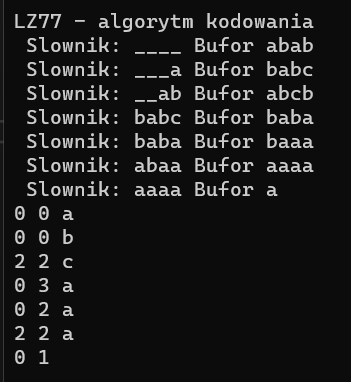 LZ77 - algorytm kodowania
Slownik: ____ Bufor abab
Slownik: ___a Bufor babc
Slownik: __ab Bufor abcb
Slownik: babc Bufor baba
Slownik: baba Bufor baaa
Slownik: abaa Bufor aaaa
Slownik: aaaa Bufor a
0 0 a
0 0 b
2 2 c
0 3 a
0 2 a
2 2 a
0 1